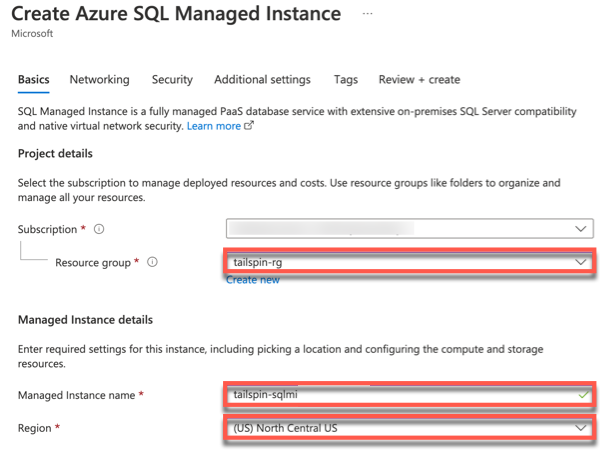 Create Azure SQL Managed Instance ...
Microsoft
Basics Networking Security Additional settings Tags Review + create
SQL Managed Instance is a fully managed PaaS database service with extensive on-premises SQL Server compatibility
and native virtual network security. Learn more
Project details
Select the subscription to manage deployed resources and costs. Use resource groups like folders to organize and
manage all your resources.
Subscription *
Resource group * tailspin-rg
Create new
Managed Instance details
Enter required settings for this instance, including picking a location and configuring the compute and storage
resources.
Managed Instance name * tailspin-sqlmi
Region * (US) North Central US